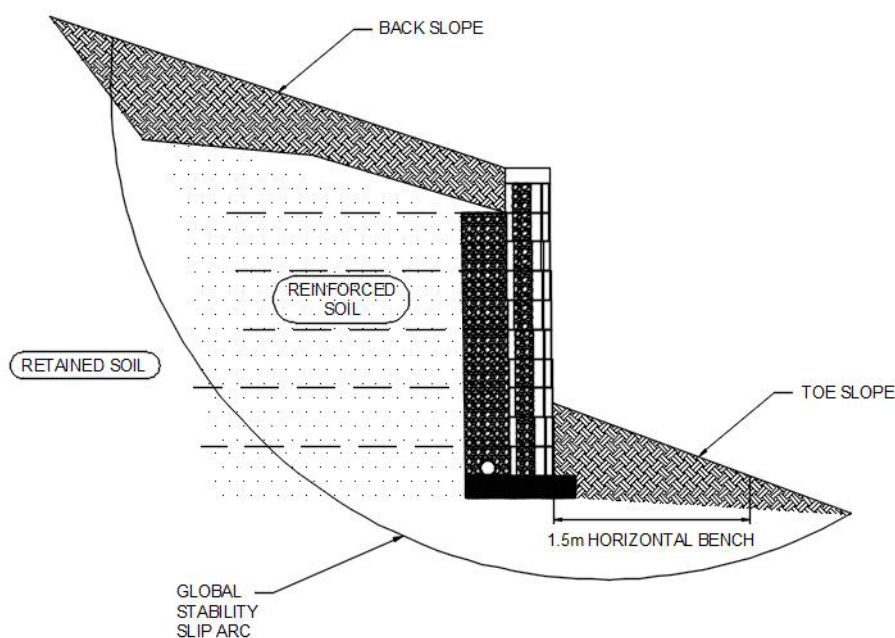 BACK SLOPE
REINFORCED
SOIL
RETAINED SOIL
TOE SLOPE
1.5m HORIZONTAL BENCH
GLOBAL
STABILITY
SLIP ARC